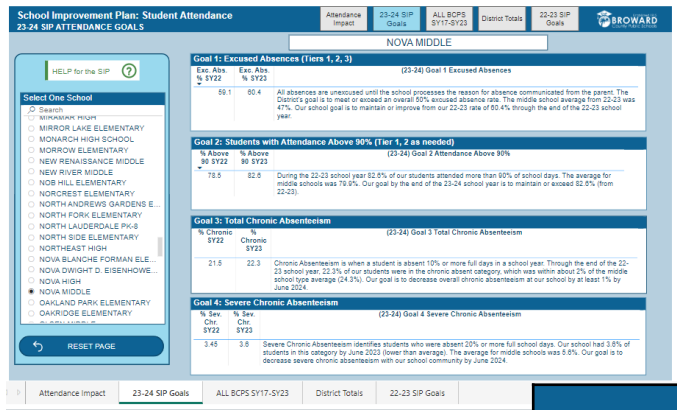 School Improvement Plan: Student Attendance
23-24 SIP ATTENDANCE GOALS
Attendance Impact
23-24 SIP Goals
ALL BCPS SY17-SY23
District Totals
22-23 SIP Goals
BROWARD
County Public Schools
NOVA MIDDLE
HELP for the SIP ?
Select One School
Search
MIRAMAR HIGH
MIRROR LAKE ELEMENTARY
MONARCH HIGH SCHOOL
MORROW ELEMENTARY
NEW RENAISSANCE MIDDLE
NEW RIVER MIDDLE
NOB HILL ELEMENTARY
NORCREST ELEMENTARY
NORTH ANDREWS GARDENS E...
NORTH FORK ELEMENTARY
NORTH LAUDERDALE PK-8
NORTH SIDE ELEMENTARY
NORTHEAST HIGH
NOVA BLANCHE FORMAN ELE...
NOVA DWIGHT D. EISENHOWE...
NOVA HIGH
NOVA MIDDLE
OAKLAND PARK ELEMENTARY
OAKRIDGE ELEMENTARY
RESET PAGE
Goal 1: Excused Absences (Tiers 1, 2, 3)
Exc. Abs. Exc. Abs. (23-24) Goal 1 Excused Absences
% SY22 % SY23
59.1 60.4 All absences are unexcused until the school processes the reason for absence communicated from the parent. The
District's goal is to meet or exceed an overall 50% excused absence rate. The middle school average from 22-23 was
47%. Our school goal is to maintain or improve from our 22-23 rate of 60.4% through the end of the 22-23 school
year.
Goal 2: Students with Attendance Above 90% (Tier 1, 2 as needed)
% Above % Above (23-24) Goal 2 Attendance Above 90%
90 SY22 90 SY23
78.5 82.6 During the 22-23 school year 82.6% of our students attended more than 90% of school days. The average for
middle schools was 79.9%. Our goal by the end of the 23-24 school year is to maintain or exceed 82.6% (from
22-23).
Goal 3: Total Chronic Absenteeism
% Chronic % (23-24) Goal 3 Total Chronic Absenteeism
SY22 Chronic
SY23
21.5 22.3 Chronic Absenteeism is when a student is absent 10% or more full days in a school year. Through the end of the 22-
23 school year, 22.3% of our students were in the chronic absent category, which was within about 2% of the middle
school type average (24.3%). Our goal is to decrease overall chronic absenteeism at our school by at least 1% by
June 2024.
Goal 4: Severe Chronic Absenteeism
% Sev. % Sev. (23-24) Goal 4 Severe Chronic Absenteeism
Chr. Chr.
SY22 SY23
3.45 3.6 Severe Chronic Absenteeism identifies students who were absent 20% or more full school days. Our school had 3.6% of
students in this category by June 2023 (lower than average). The average for middle schools was 5.6%. Our goal is to
decrease severe chronic absenteeism with our school community by June 2024.
Attendance Impact 23-24 SIP Goals ALL BCPS SY17-SY23 District Totals 22-23 SIP Goals